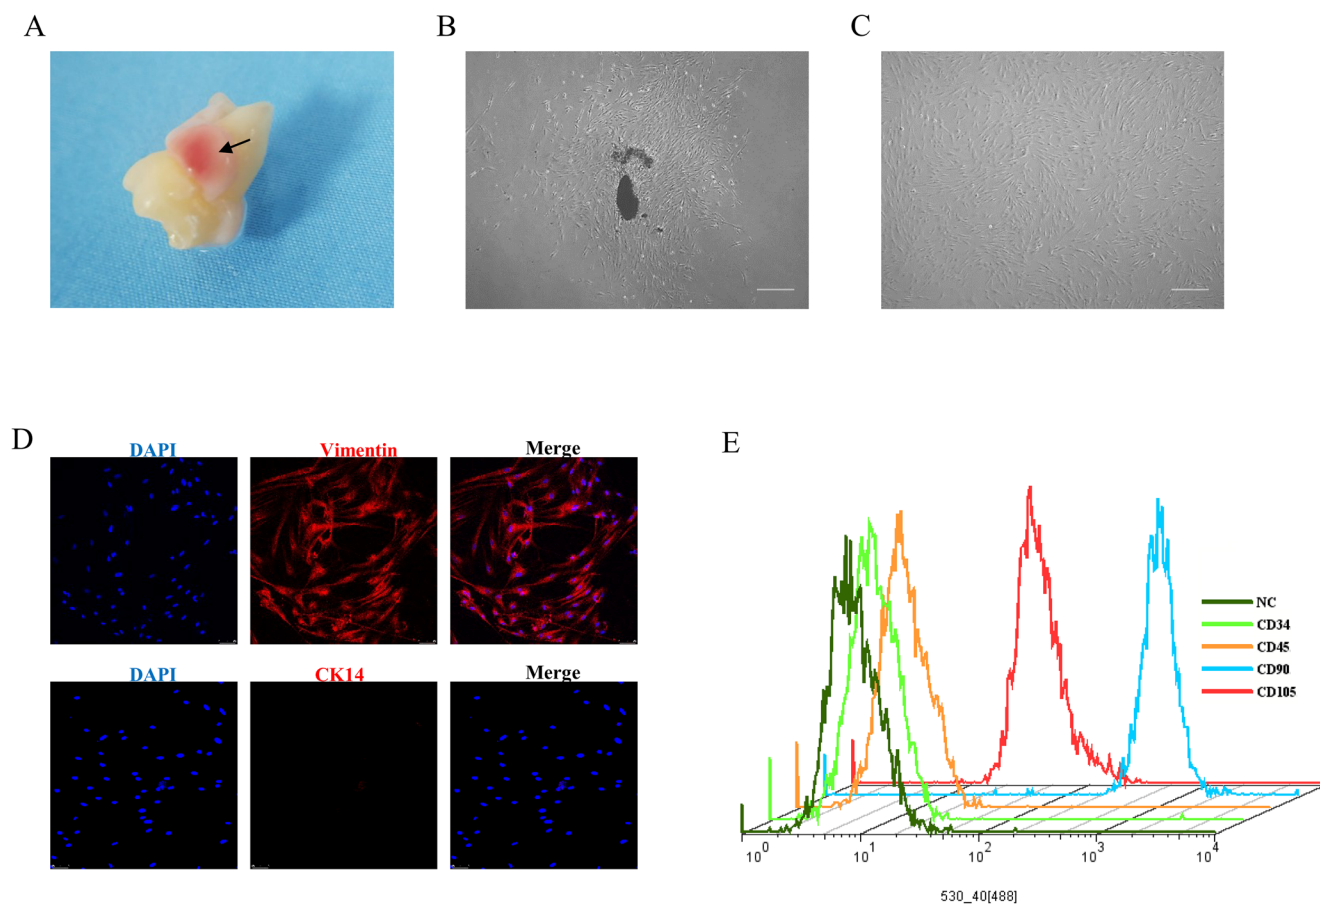 A
B
C
D
DAPI
Vimentin
Merge
DAPI
CK14
Merge
E
NC
CD34
CD45
CD90
CD105
10^0
10^1
10^2
10^3
10^4
530_40[488]